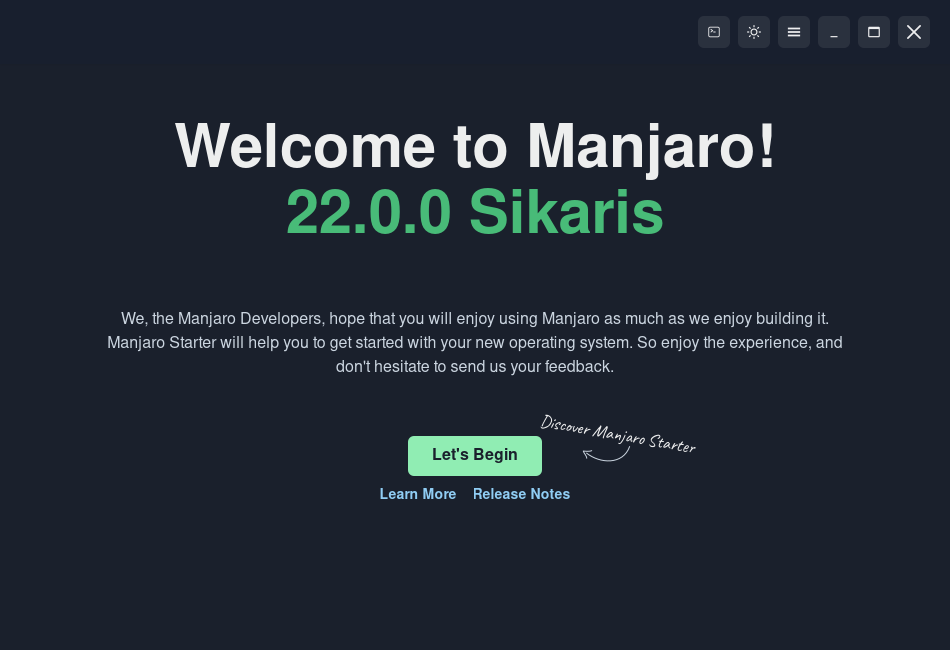 Welcome to Manjaro!
22.0.0 Sikaris
We, the Manjaro Developers, hope that you will enjoy using Manjaro as much as we enjoy building it.
Manjaro Starter will help you to get started with your new operating system. So enjoy the experience, and
don't hesitate to send us your feedback.
Discover Manjaro Starter
Let's Begin
Learn More Release Notes